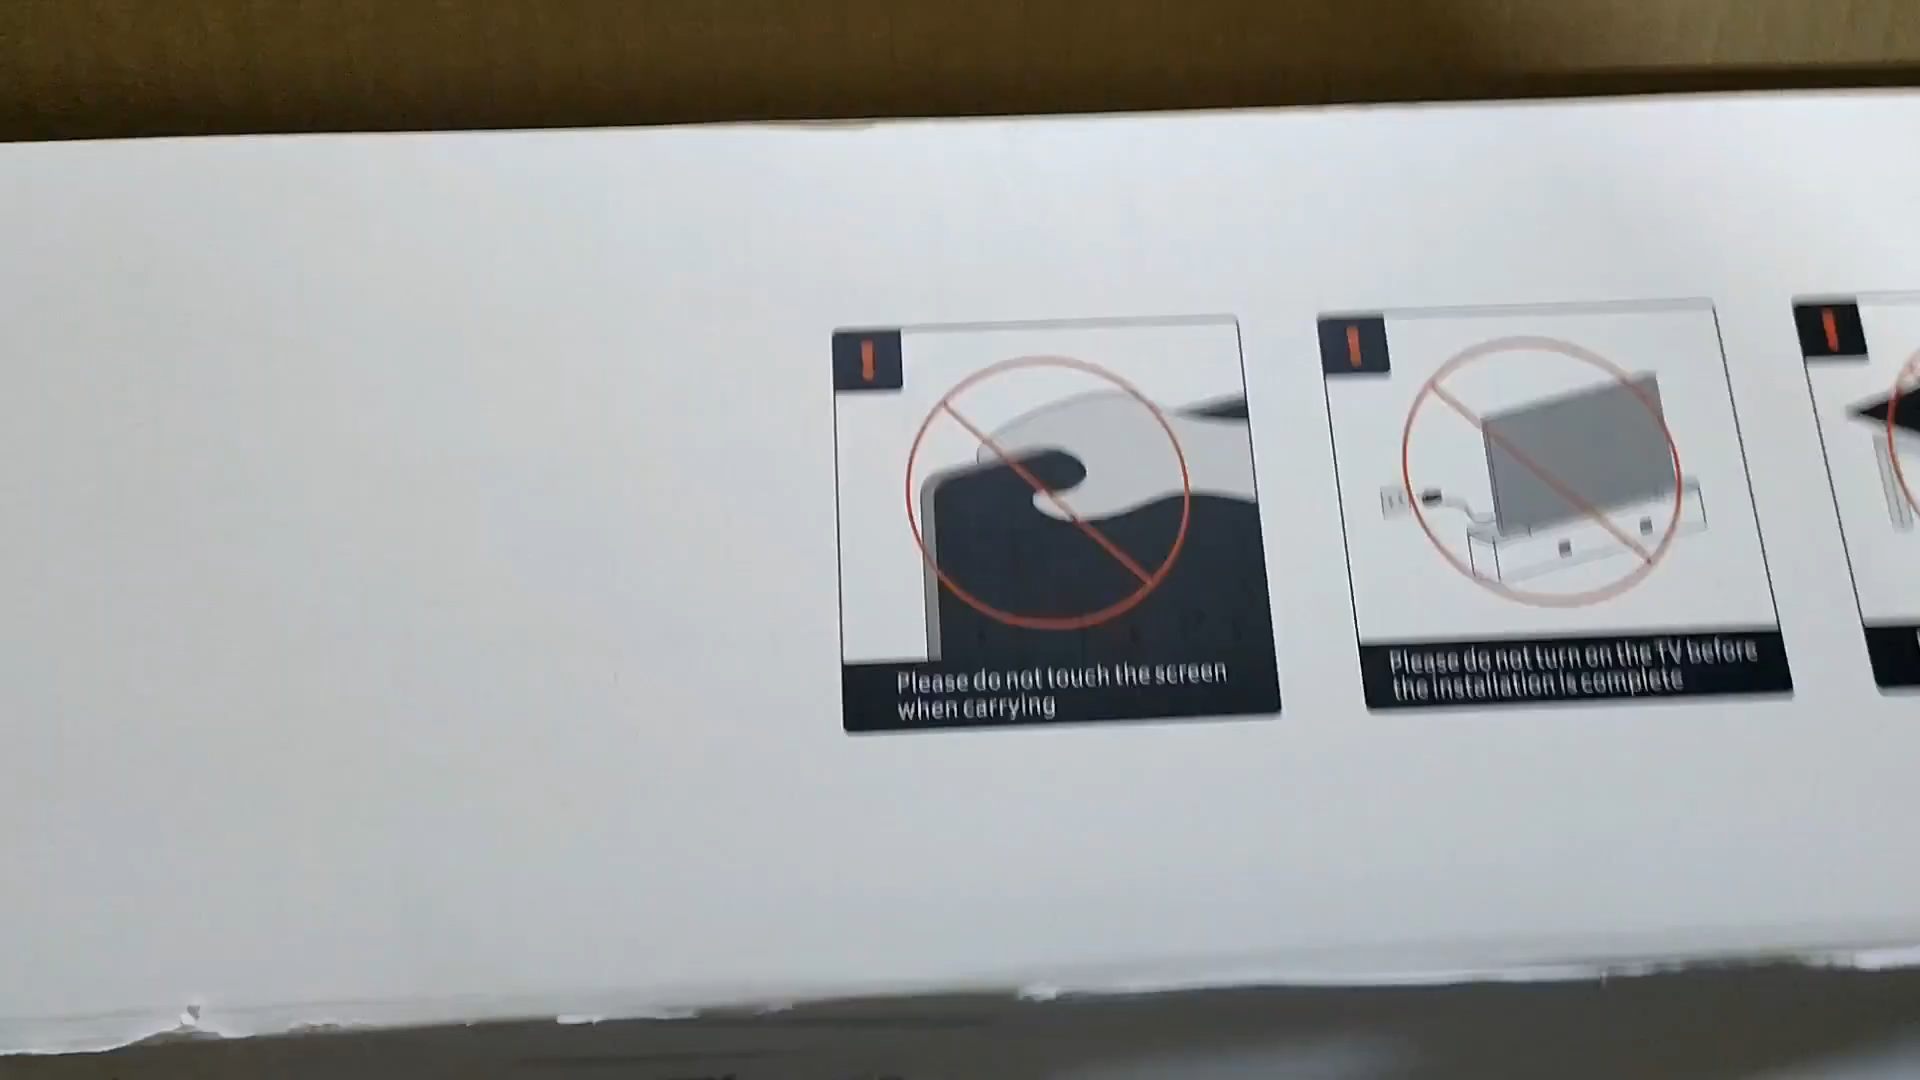 Please do not touch the screen
when carrying
Please do not turn on the TV before
the installation is complete